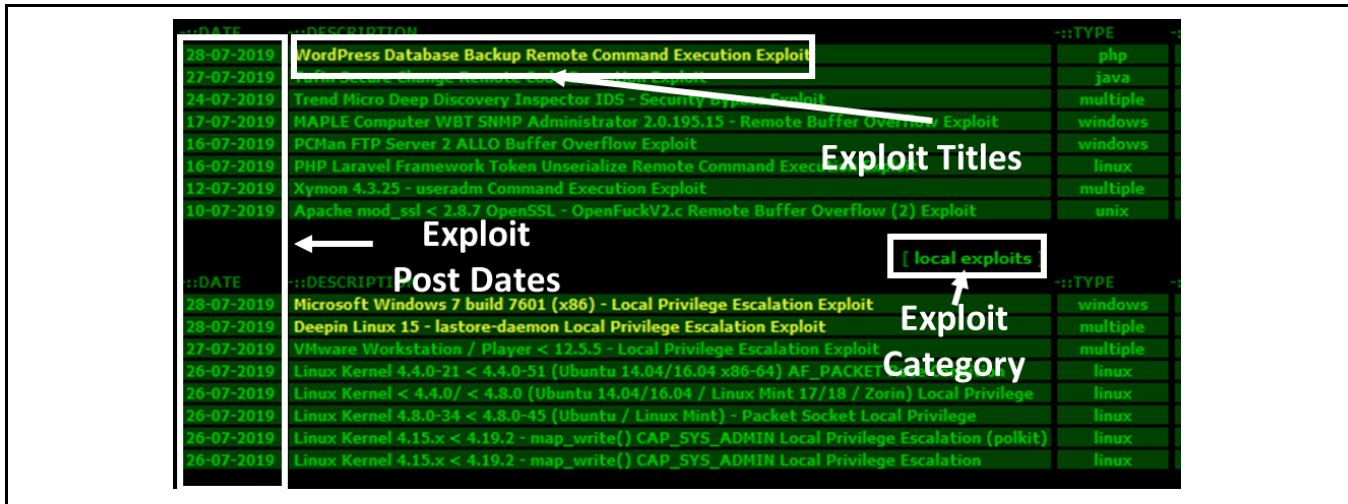 -::DATE -::DESCRIPTION -::TYPE
28-07-2019 WordPress Database Backup Remote Command Execution Exploit php
27-07-2019 Tufin Secure Change Remote Code Exploit java
24-07-2019 Trend Micro Deep Discovery Inspector IDS - Security Bypass Exploit multiple
17-07-2019 MAPLE Computer WBT SNMP Administrator 2.0.195.15 - Remote Buffer Overflow Exploit windows
16-07-2019 PCMan FTP Server 2 ALLO Buffer Overflow Exploit windows
16-07-2019 PHP Laravel Framework Token Unserialize Remote Command linux
Exploit Titles
12-07-2019 Xymon 4.3.25 - useradm Command Execution Exploit multiple
10-07-2019 Apache mod_ssl < 2.8.7 OpenSSL - OpenFuckV2.c Remote Buffer Overflow (2) Exploit unix
Exploit
Post Dates
[ local exploits ]
::DATE -::DESCRIPTION -::TYPE
28-07-2019 Microsoft Windows 7 build 7601 (x86) - Local Privilege Escalation Exploit windows
28-07-2019 Deepin Linux 15 - lastore-daemon Local Privilege Escalation Exploit multiple
Exploit
Category
27-07-2019 VMware Workstation / Player < 12.5.5 - Local Privilege Escalation Exploit multiple
26-07-2019 Linux Kernel 4.4.0-21 < 4.4.0-51 (Ubuntu 14.04/16.04 x86-64) AF_PACKET linux
26-07-2019 Linux Kernel < 4.4.0/ < 4.8.0 (Ubuntu 14.04/16.04 / Linux Mint 17/18 / Zorin) Local Privilege linux
26-07-2019 Linux Kernel 4.8.0-34 < 4.8.0-45 (Ubuntu / Linux Mint) - Packet Socket Local Privilege linux
26-07-2019 Linux Kernel 4.15.x < 4.19.2 - map_write() CAP_SYS_ADMIN Local Privilege Escalation (polkit) linux
26-07-2019 Linux Kernel 4.15.x < 4.19.2 - map_write() CAP_SYS_ADMIN Local Privilege Escalation linux